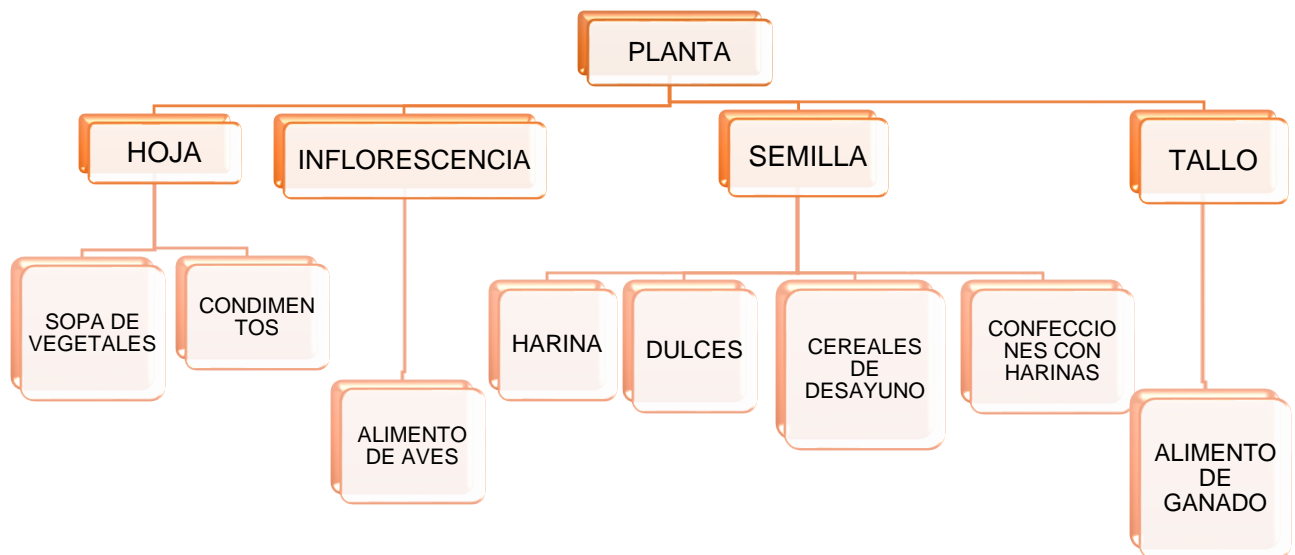 PLANTA
HOJA
INFLORESCENCIA
SEMILLA
TALLO
SOPA DE
VEGETALES
CONDIMEN
TOS
ALIMENTO
DE AVES
HARINA
DULCES
CEREALES
DE
DESAYUNO
CONFECCIO
NES CON
HARINAS
ALIMENTO
DE
GANADO